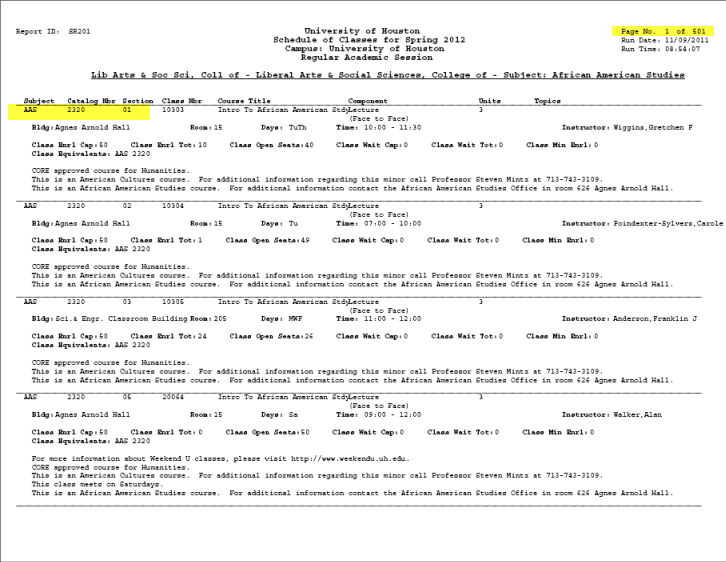 Report ID: SR201 University of Houston Page No. 1 of 501
Schedule of Classes for Spring 2012 Run Date: 11/09/2011
Campus: University of Houston Run Time: 08:54:07
Regular Academic Session
Lib Arts & Soc Sci, Coll of - Liberal Arts & Social Sciences, College of - Subject: African American Studies
Subject Catalog Nbr Section Class Nbr Course Title Component Units Topics
AAS 2320 01 10303 Intro To African American Stdy Lecture 3
(Face to Face)
Bldg: Agnes Arnold Hall Room: 15 Days: TuTh Time: 10:00 - 11:30 Instructor: Wiggins,Gretchen F
Class Enrl Cap: 50 Class Enrl Tot: 10 Class Open Seats: 40 Class Wait Cap: 0 Class Wait Tot: 0 Class Min Enrl: 0
Class Equivalents: AAS 2320
CORE approved course for Humanities.
This is an American Cultures course. For additional information regarding this minor call Professor Steven Mintz at 713-743-3109.
This is an African American Studies course. For additional information contact the African American Studies Office in room 626 Agnes Arnold Hall.
AAS 2320 02 10304 Intro To African American Stdy Lecture 3
(Face to Face)
Bldg: Agnes Arnold Hall Room: 15 Days: Tu Time: 07:00 - 10:00 Instructor: Poindexter-Sylvers,Carole
Class Enrl Cap: 50 Class Enrl Tot: 1 Class Open Seats: 49 Class Wait Cap: 0 Class Wait Tot: 0 Class Min Enrl: 0
Class Equivalents: AAS 2320
CORE approved course for Humanities.
This is an American Cultures course. For additional information regarding this minor call Professor Steven Mintz at 713-743-3109.
This is an African American Studies course. For additional information contact the African American Studies Office in room 626 Agnes Arnold Hall.
AAS 2320 03 10305 Intro To African American Stdy Lecture 3
(Face to Face)
Bldg: Sci.& Engr. Classroom Building Room: 205 Days: MWF Time: 11:00 - 12:00 Instructor: Anderson,Franklin J
Class Enrl Cap: 50 Class Enrl Tot: 24 Class Open Seats: 26 Class Wait Cap: 0 Class Wait Tot: 0 Class Min Enrl: 0
Class Equivalents: AAS 2320
CORE approved course for Humanities.
This is an American Cultures course. For additional information regarding this minor call Professor Steven Mintz at 713-743-3109.
This is an African American Studies course. For additional information contact the African American Studies Office in room 626 Agnes Arnold Hall.
AAS 2320 05 20064 Intro To African American Stdy Lecture 3
(Face to Face)
Bldg: Agnes Arnold Hall Room: 15 Days: Sa Time: 09:00 - 12:00 Instructor: Walker,Alan
Class Enrl Cap: 50 Class Enrl Tot: 0 Class Open Seats: 50 Class Wait Cap: 0 Class Wait Tot: 0 Class Min Enrl: 0
Class Equivalents: AAS 2320
For more information about Weekend U classes, please visit http://www.weekendu.uh.edu.
CORE approved course for Humanities.
This is an American Cultures course. For additional information regarding this minor call Professor Steven Mintz at 713-743-3109.
This class meets on Saturdays.
This is an African American Studies course. For additional information contact the African American Studies Office in room 626 Agnes Arnold Hall.